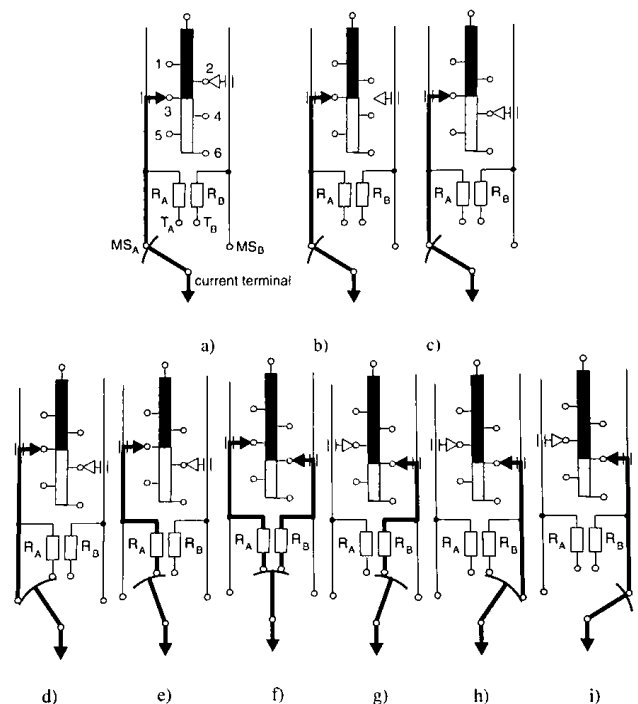 1
2
3
4
5
6
R_A R_B
T_A T_B
MS_A MS_B
current terminal
R_A R_B
R_A R_B
a) b) c)
R_A R_B
R_A R_B
R_A R_B
R_A R_B
R_A R_B
R_A R_B
d) e) f) g) h) i)